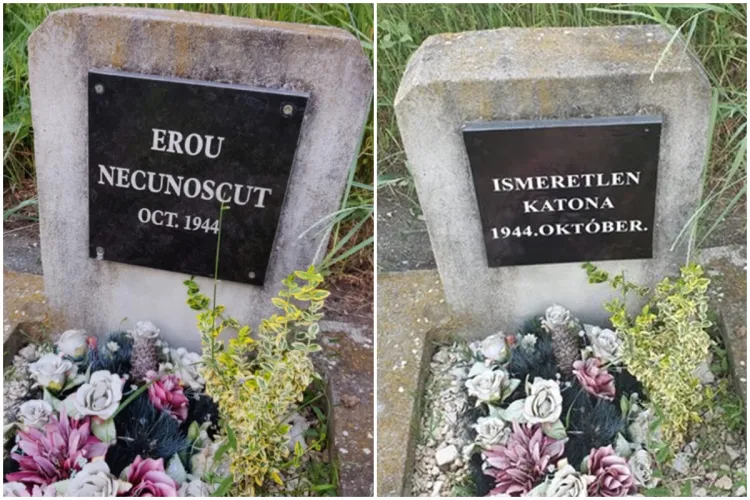 EROU
NECUNOSCUT
OCT. 1944
ISMERETLEN
KATONA
1944.OKTÓBER.